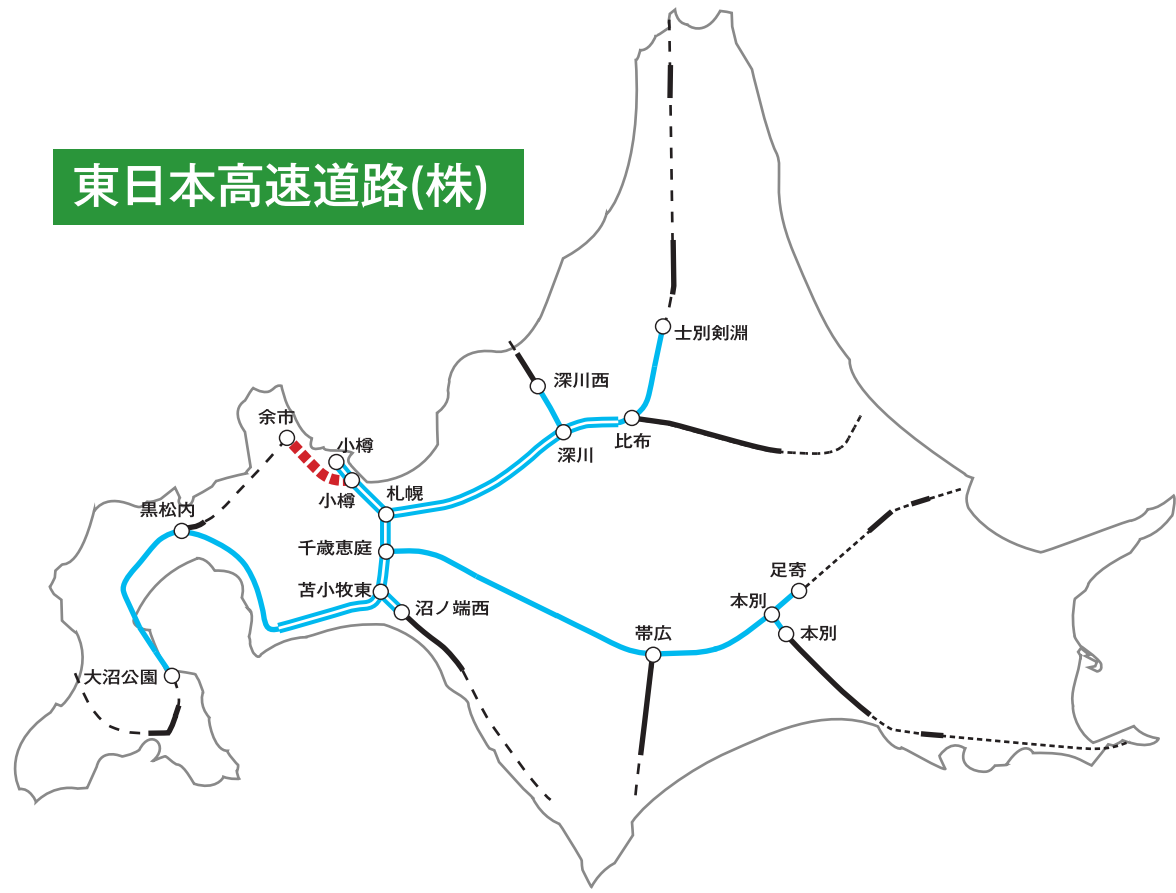 東日本高速道路(株)
士別剣淵
深川西
余市
比布
小樽
深川
小樽
札幌
黒松内
千歳恵庭
足寄
苫小牧東
沼ノ端西
本別
本別
帯広
大沼公園